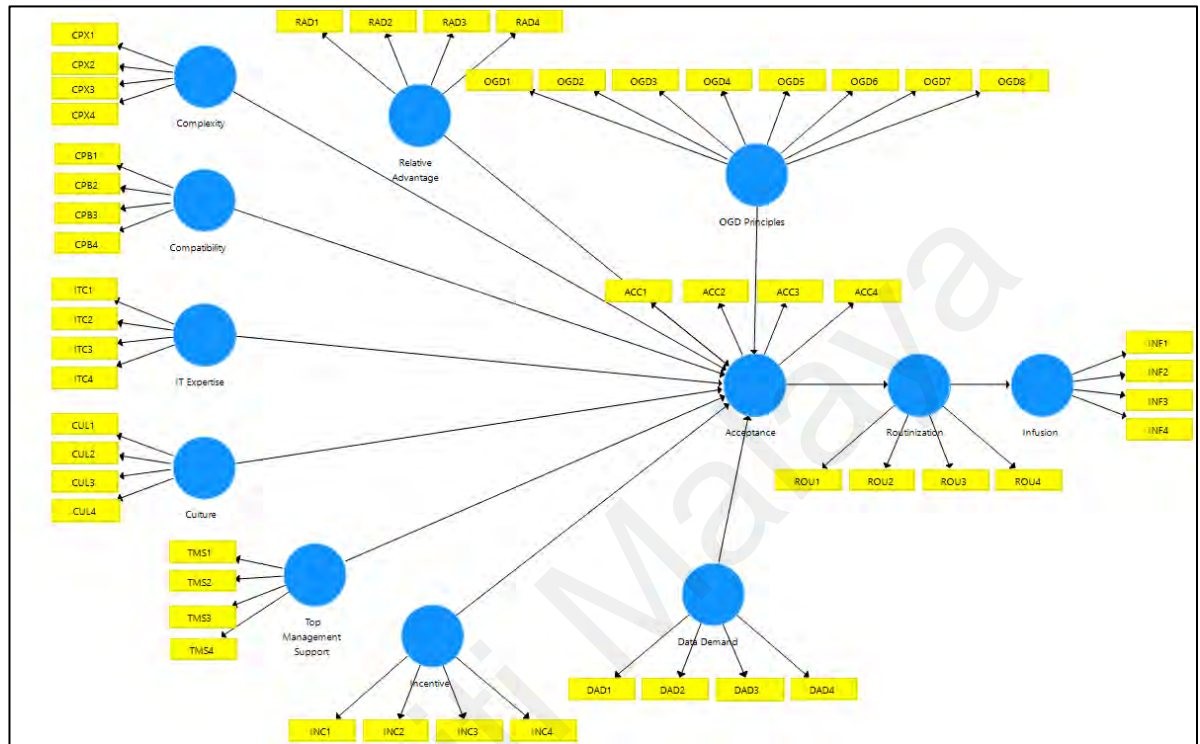 RAD1
RAD2
RAD3
RAD4
CPX1
CPX2
CPX3
CPX4
Complexity
Relative
Advantage
OGD1
OGD2
OGD3
OGD4
OGD5
OGD6
OGD7
OGD8
OGD Principles
CPB1
CPB2
CPB3
CPB4
Compatibility
ITC1
ITC2
ITC3
ITC4
IT Expertise
ACC1
ACC2
ACC3
ACC4
Acceptance
Routinization
Infusion
INF1
INF2
INF3
INF4
ROU1
ROU2
ROU3
ROU4
CUL1
CUL2
CUL3
CUL4
Culture
TMS1
TMS2
TMS3
TMS4
Top
Management
Support
Incentive
INC1
INC2
INC3
INC4
Data Demand
DAD1
DAD2
DAD3
DAD4
Malaya